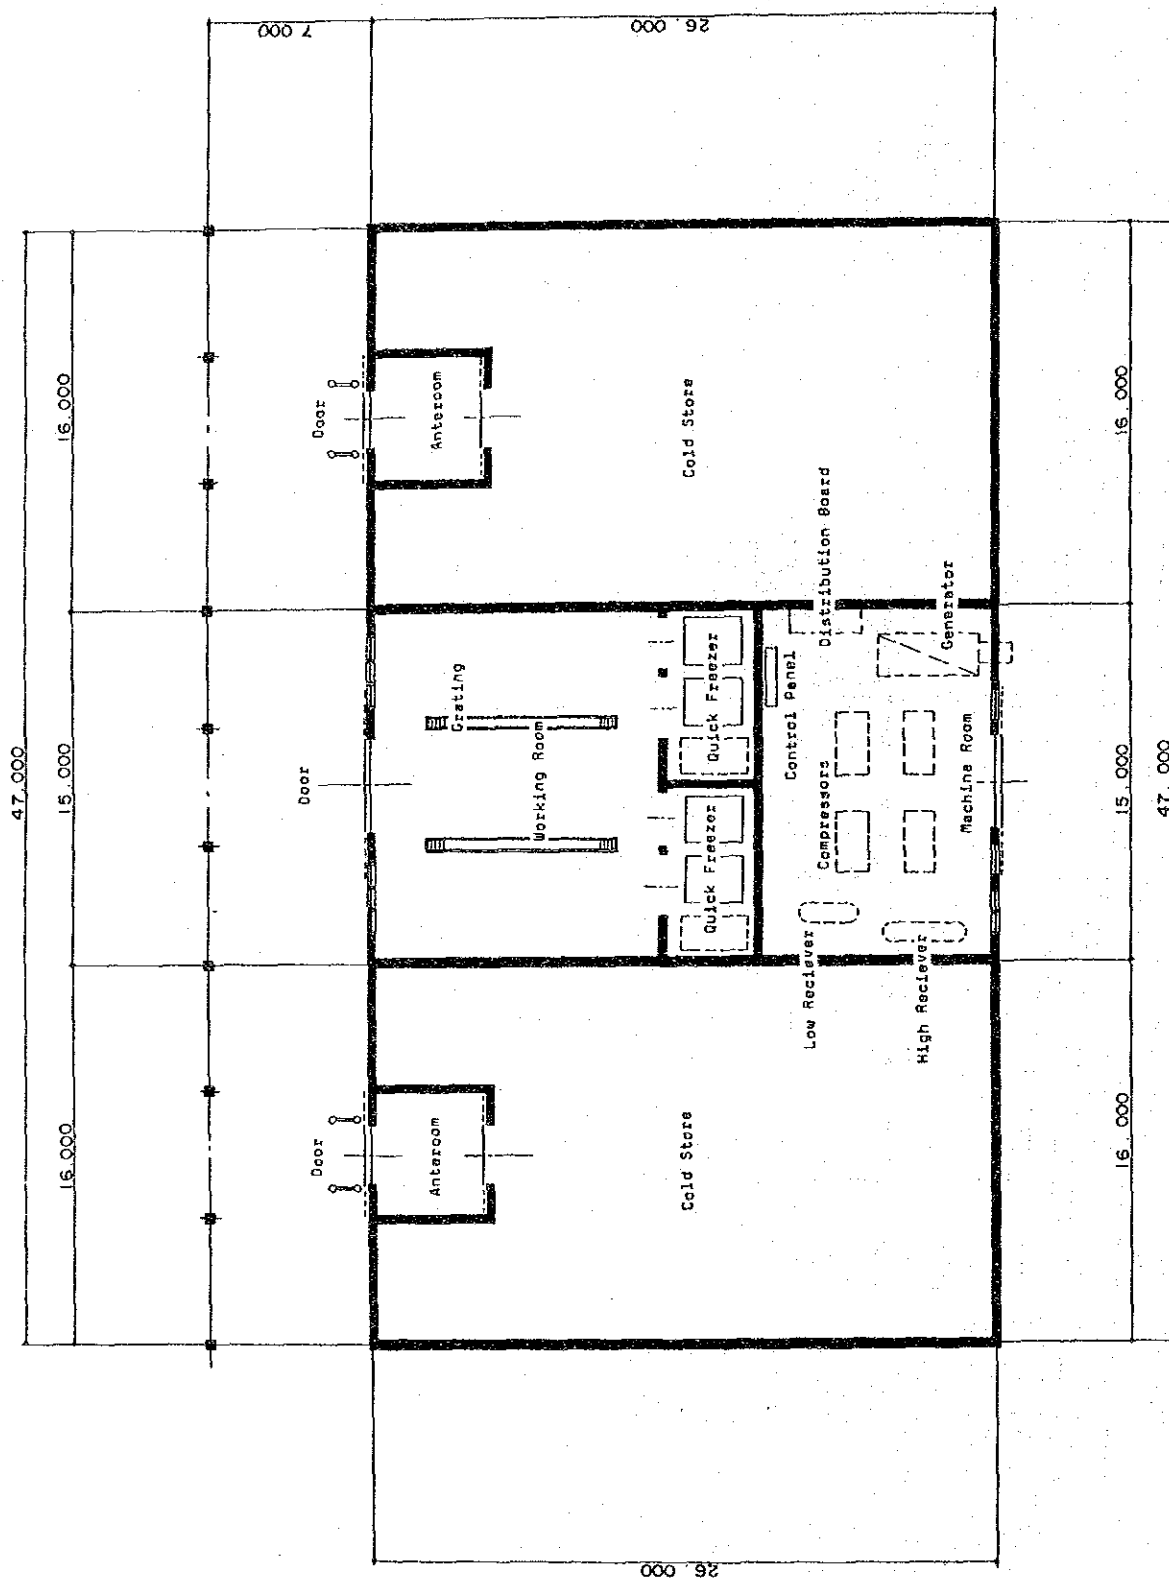 47.000
16.000
15.000
16.000
7.000
26.000
Door
Door
Door
Anteroom
Grating
Working Room
Anteroom
Cold Store
Quick Freezer
Quick Freezer
Cold Store
Control Panel
Distribution Board
Low Reciever
Compressors
High Reciever
Machine Room
Generator
16.000
15.000
16.000
47.000
26.000